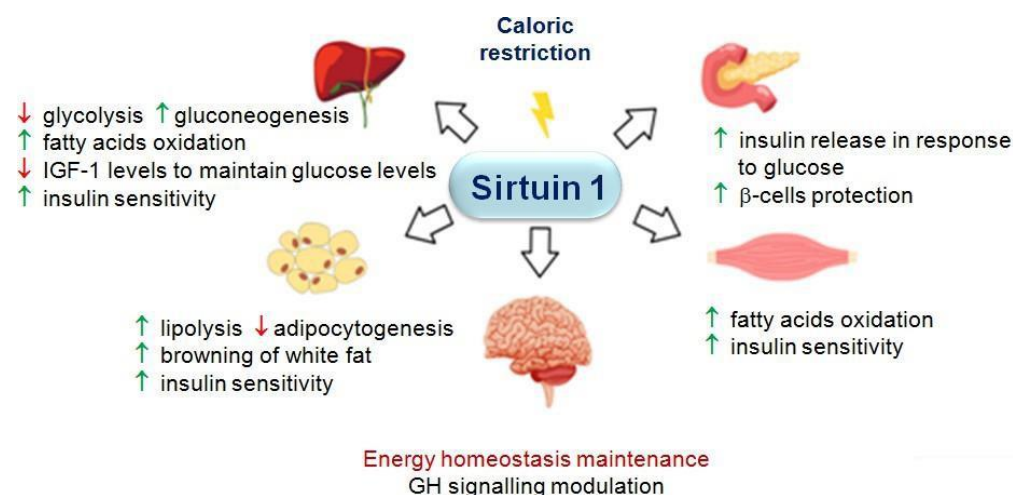 Caloric
restriction
↓ glycolysis ↑ gluconeogenesis
↑ fatty acids oxidation
↓ IGF-1 levels to maintain glucose levels
↑ insulin sensitivity
↑ insulin release in response
to glucose
↑ β-cells protection
Sirtuin 1
↑ lipolysis ↓ adipocytogenesis
↑ browning of white fat
↑ insulin sensitivity
↑ fatty acids oxidation
↑ insulin sensitivity
Energy homeostasis maintenance
GH signalling modulation